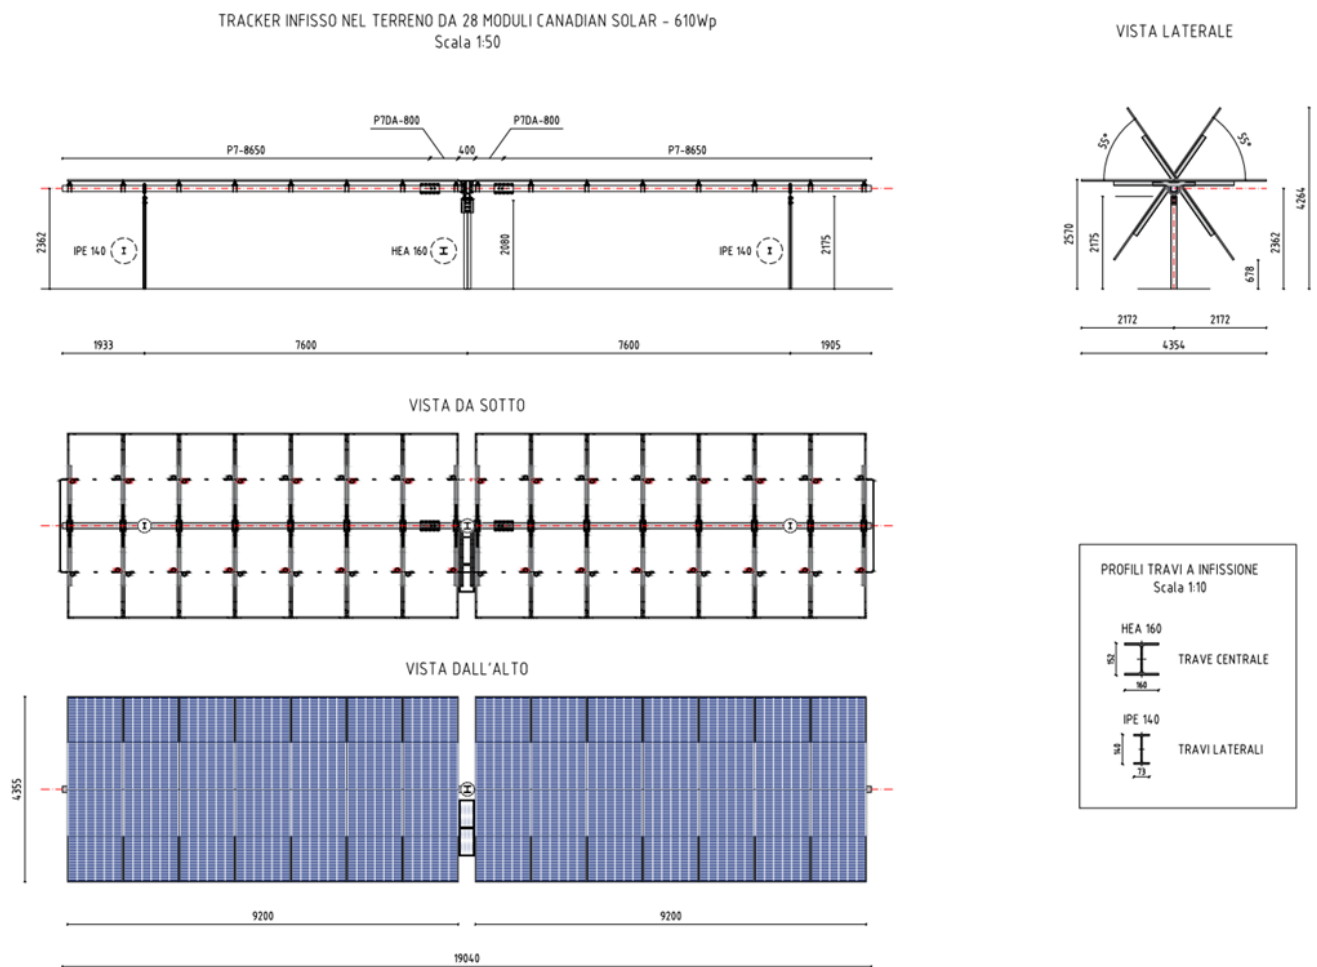 TRACKER INFISSO NEL TERRENO DA 28 MODULI CANADIAN SOLAR - 610Wp
Scala 1:50
VISTA LATERALE
P7DA-800
P7DA-800
P7-8650
400
P7-8650
2362
IPE 140
HEA 160
2080
IPE 140
2175
1933
7600
7600
1905
55°
55°
2570
2175
678
2362
4264
2172
2172
4354
VISTA DA SOTTO
VISTA DALL'ALTO
4355
9200
9200
19040
PROFILI TRAVI A INFISSIONE
Scala 1:10
HEA 160
152
160
TRAVE CENTRALE
IPE 140
140
73
TRAVI LATERALI